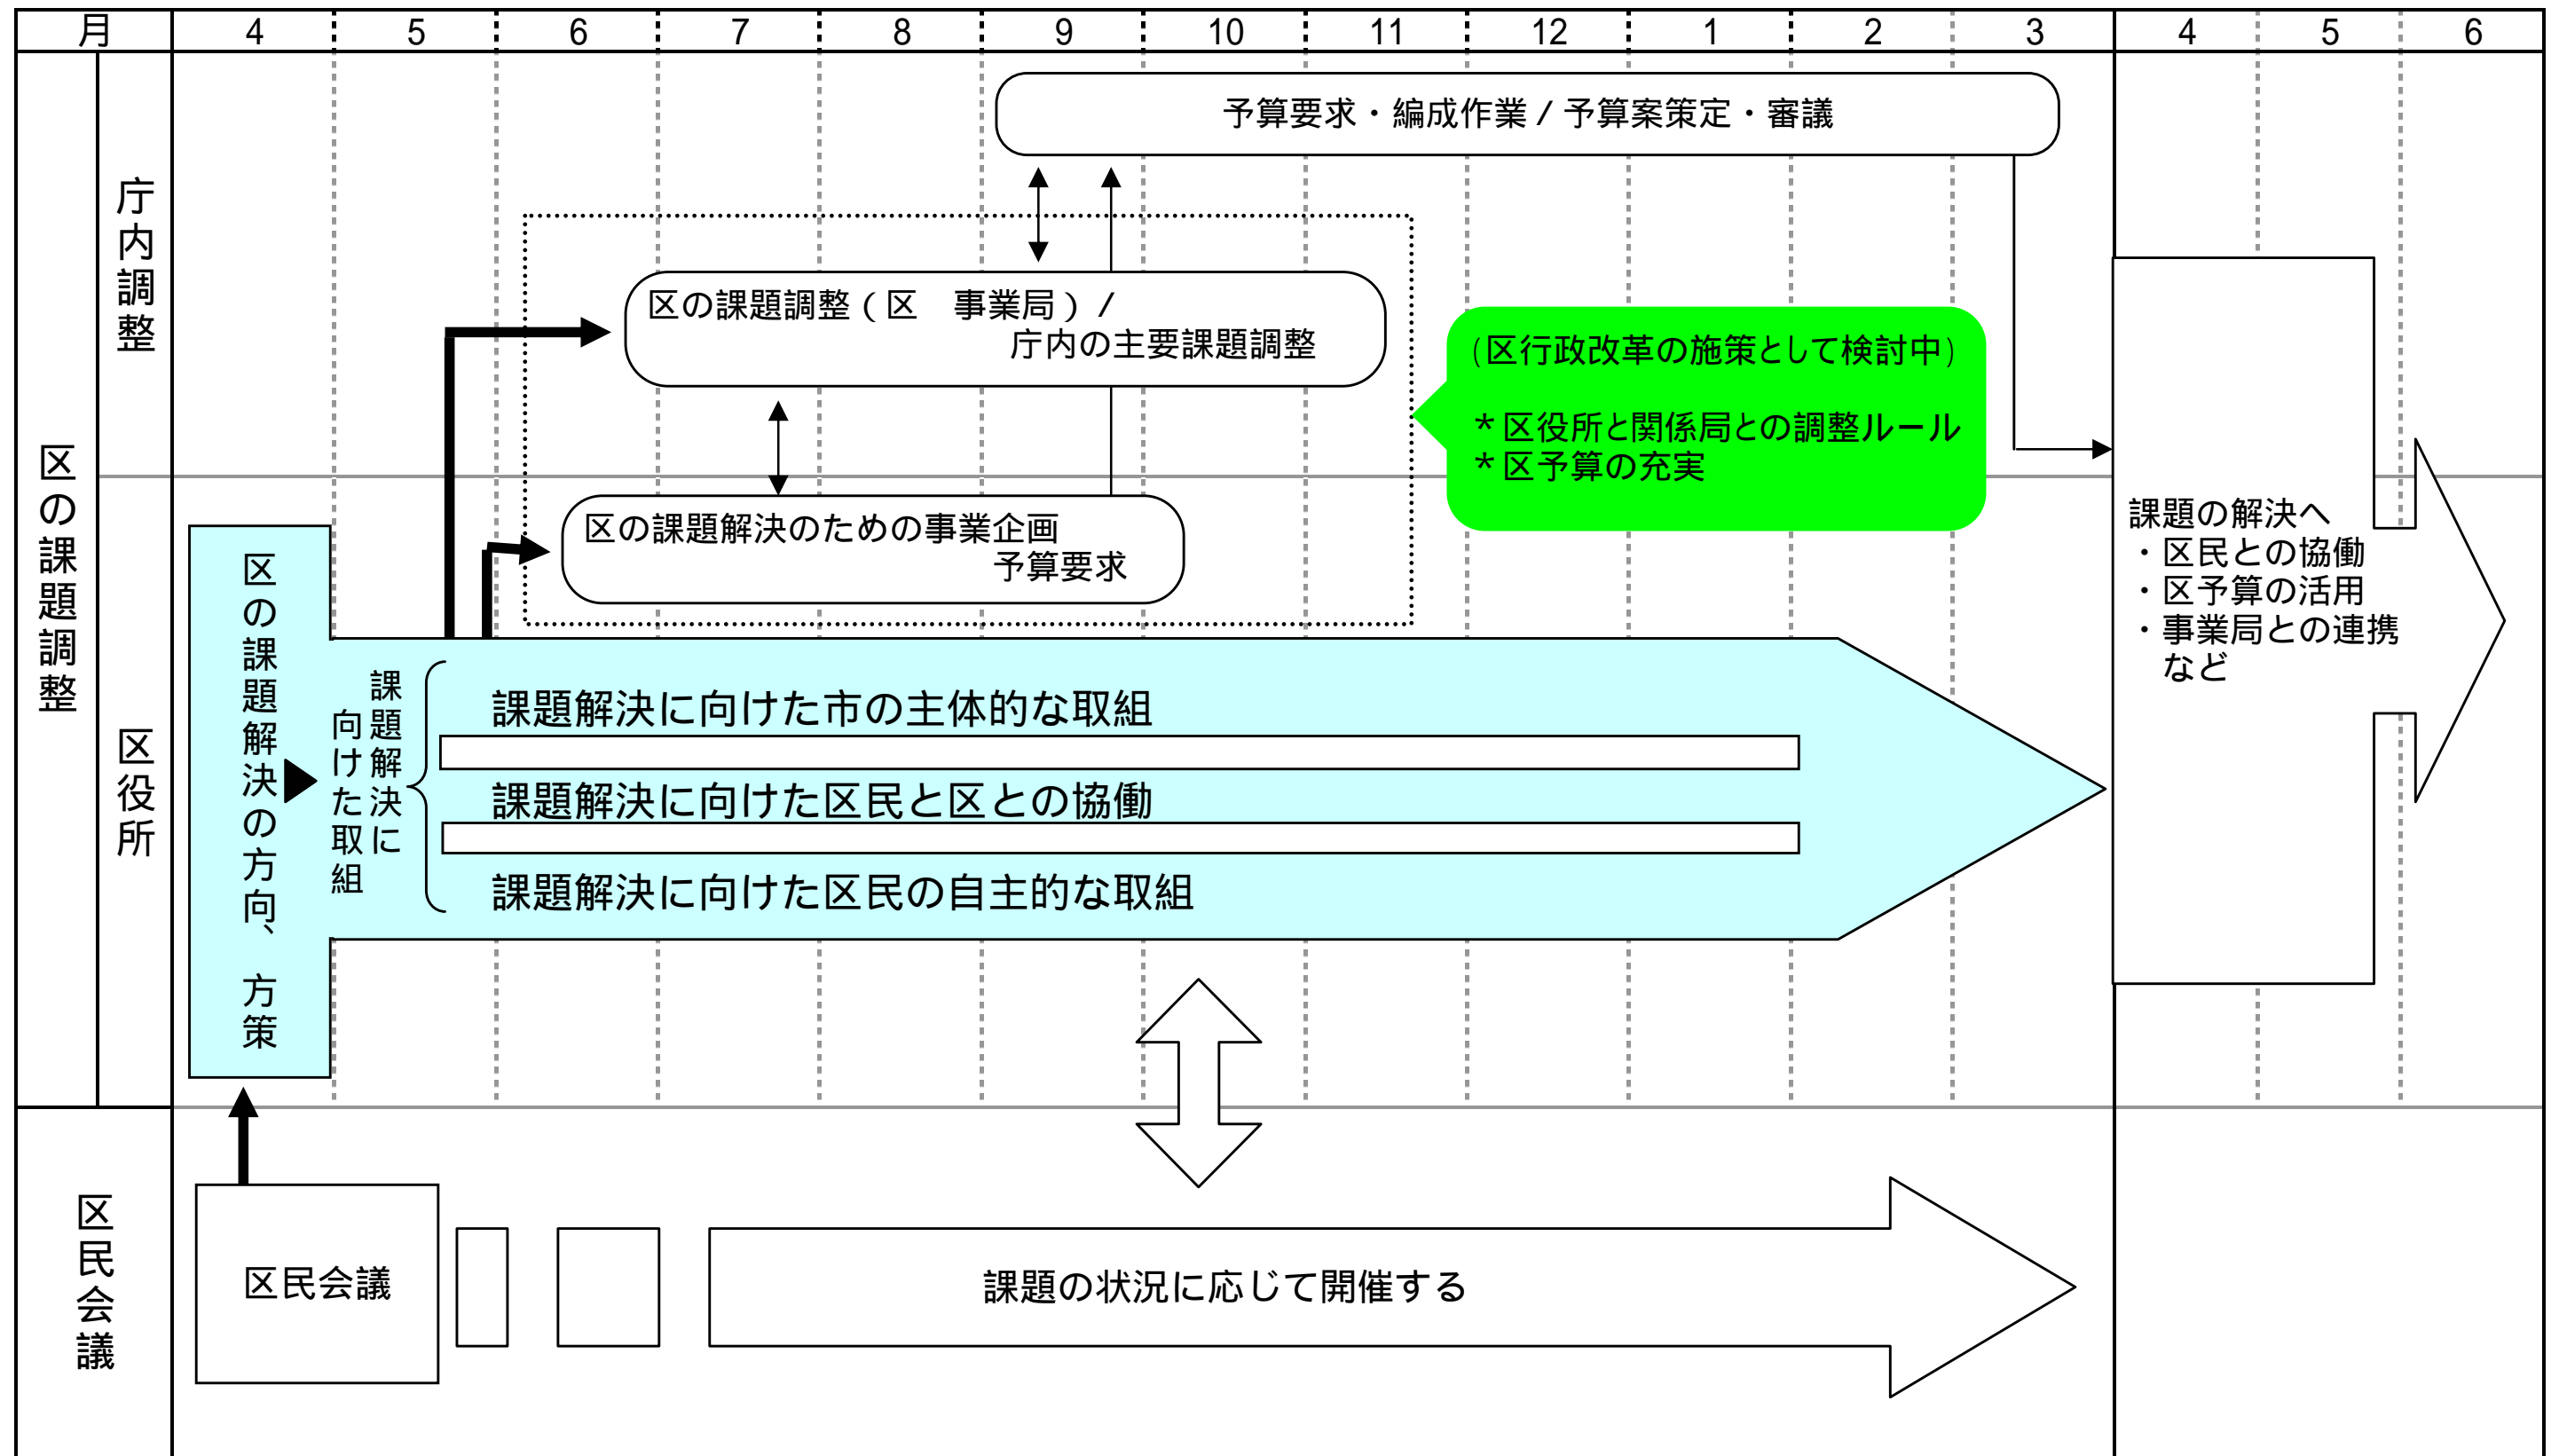 月 4 5 6 7 8 9 10 11 12 1 2 3 4 5 6
区の課題調整
庁内調整
予算要求・編成作業/予算案策定・審議
区の課題調整(区　事業局)/
庁内の主要課題調整
(区行政改革の施策として検討中)
*区役所と関係局との調整ルール
*区予算の充実
区役所
区の課題解決のための事業企画
予算要求
区の課題解決の方向、方策
課題解決に
向けた取組
課題解決に向けた市の主体的な取組
課題解決に向けた区民と区との協働
課題解決に向けた区民の自主的な取組
課題の解決へ
・区民との協働
・区予算の活用
・事業局との連携
など
区民会議
区民会議
課題の状況に応じて開催する